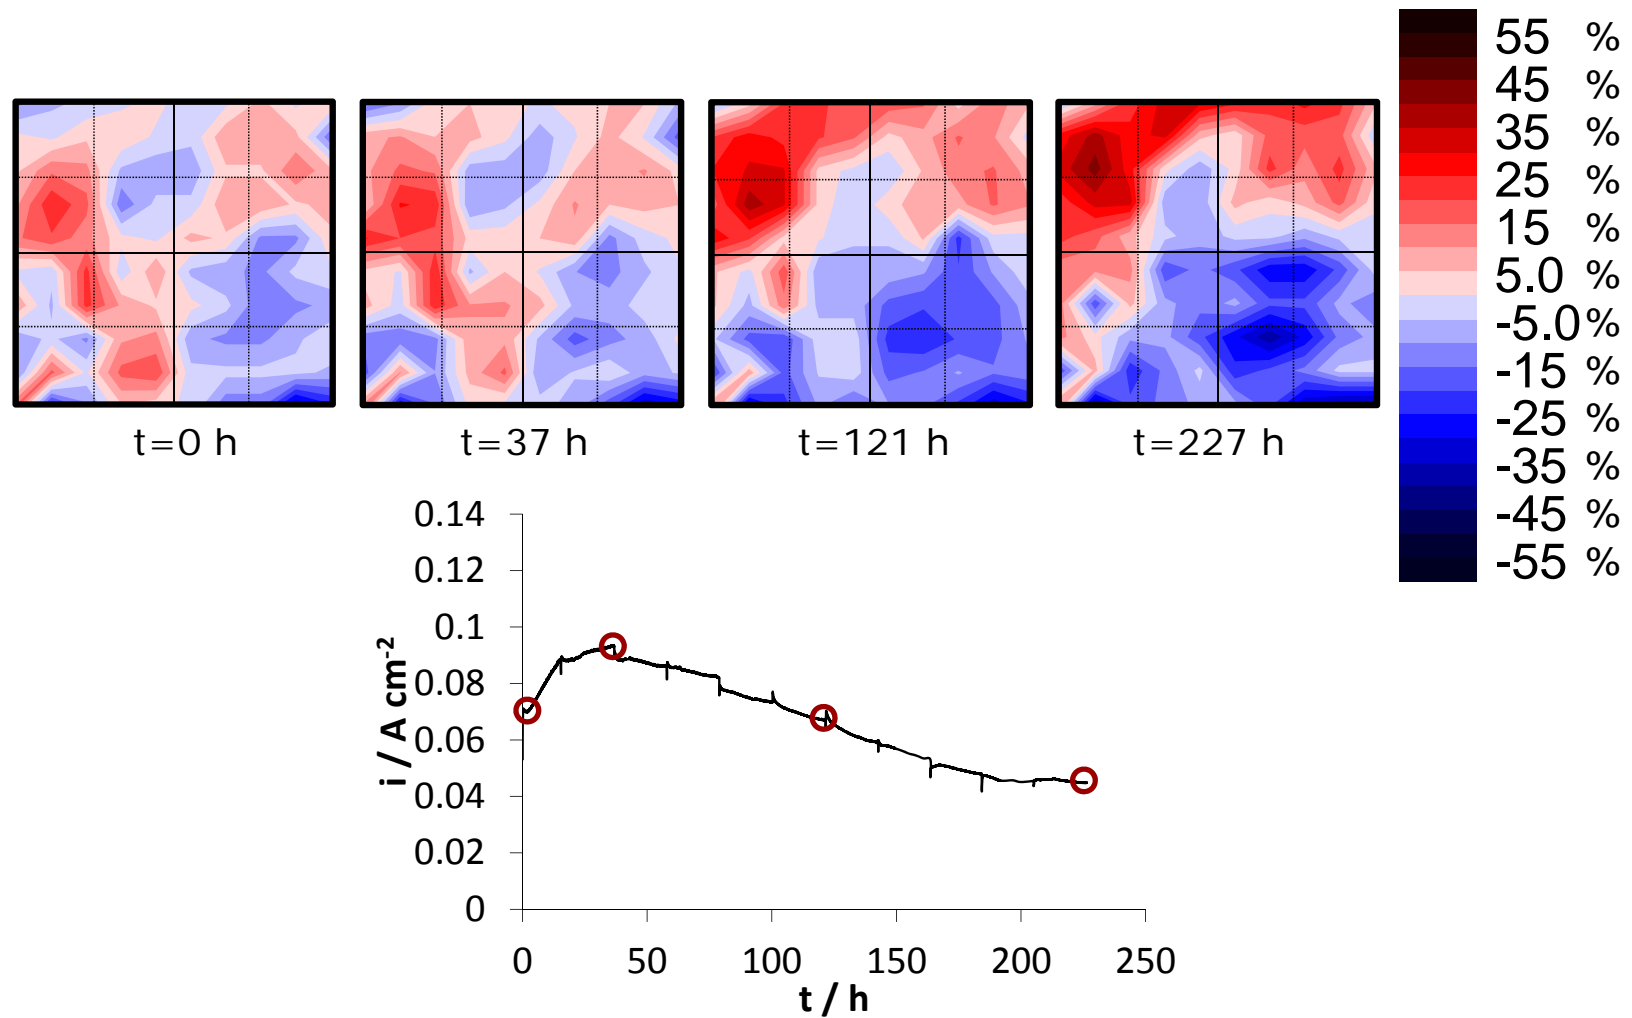 55 %
45 %
35 %
25 %
15 %
5.0 %
-5.0%
-15 %
-25 %
-35 %
-45 %
-55 %
t=0 h
t=37 h
t=121 h
t=227 h
i / A cm-2
0.14
0.12
0.1
0.08
0.06
0.04
0.02
0
0 50 100 150 200 250
t / h